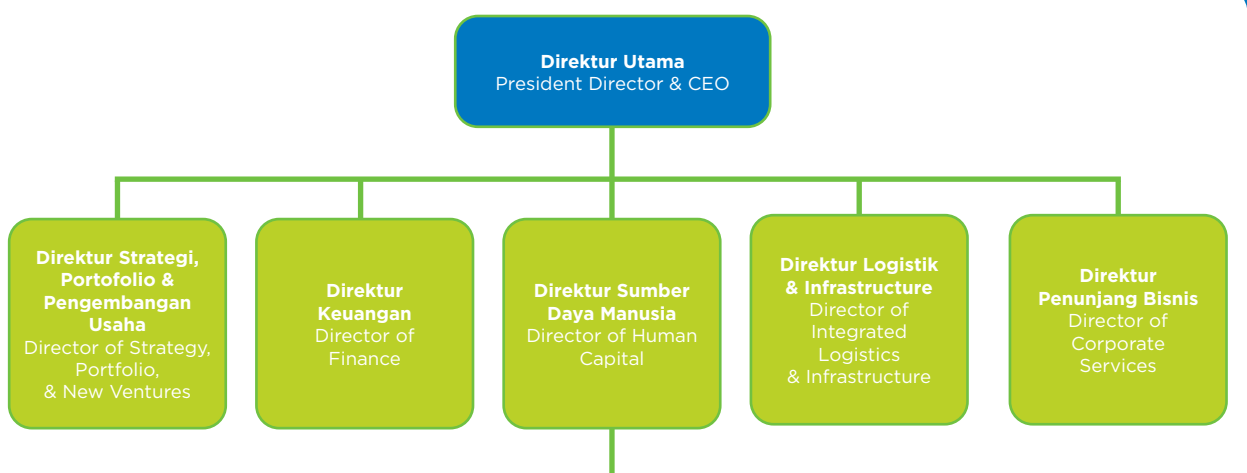 Direktur Utama
President Director & CEO
Direktur Strategi,
Portofolio &
Pengembangan
Usaha
Director of Strategy,
Portfolio,
& New Ventures
Direktur
Keuangan
Director of
Finance
Direktur Sumber
Daya Manusia
Director of Human
Capital
Direktur Logistik
& Infrastructure
Director of
Integrated
Logistics
& Infrastructure
Direktur
Penunjang Bisnis
Director of
Corporate
Services